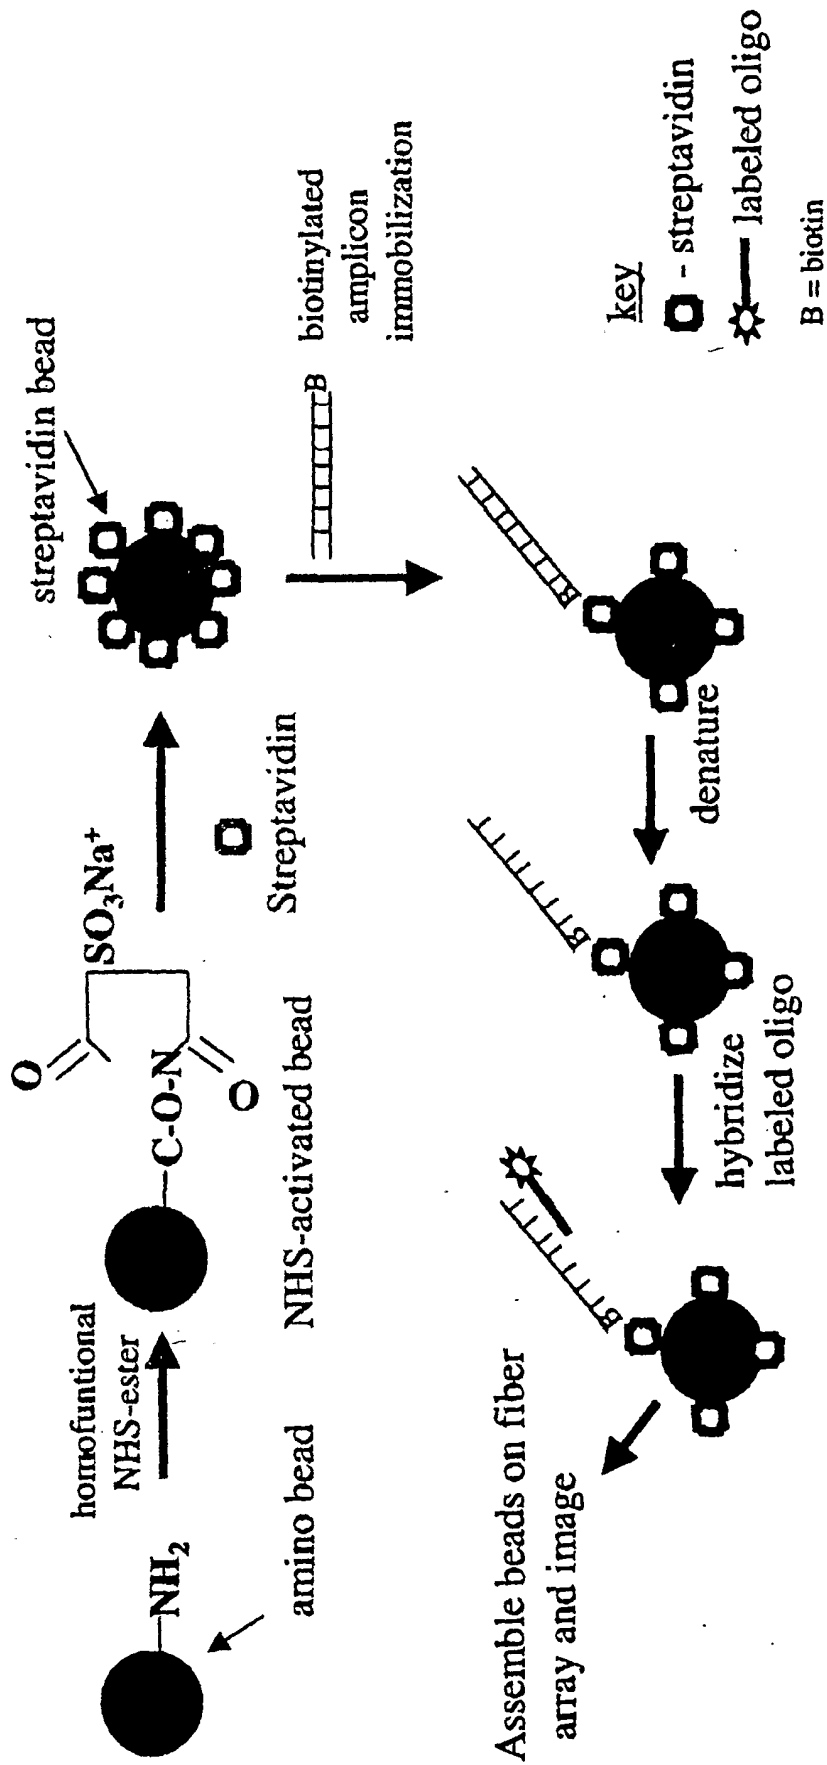 NH₂
amino bead
homofuntional
NHS-ester
C-O-N
O
O
SO₃Na⁺
NHS-activated bead
Streptavidin
streptavidin bead
B
biotinylated
amplicon
immobilization
B
denature
B
hybridize
labeled oligo
B
Assemble beads on fiber
array and image
key
- streptavidin
labeled oligo
B = biotin